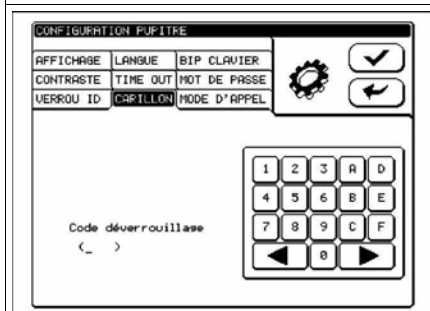 CONFIGURATION PUPITRE
AFFICHAGE LANGUE BIP CLAVIER
CONTRASTE TIME OUT MOT DE PASSE
VERROU ID CARILLON MODE D'APPEL
1 2 3 A D
4 5 6 B E
7 8 9 C F
0
Code déverrouillage
(_ )